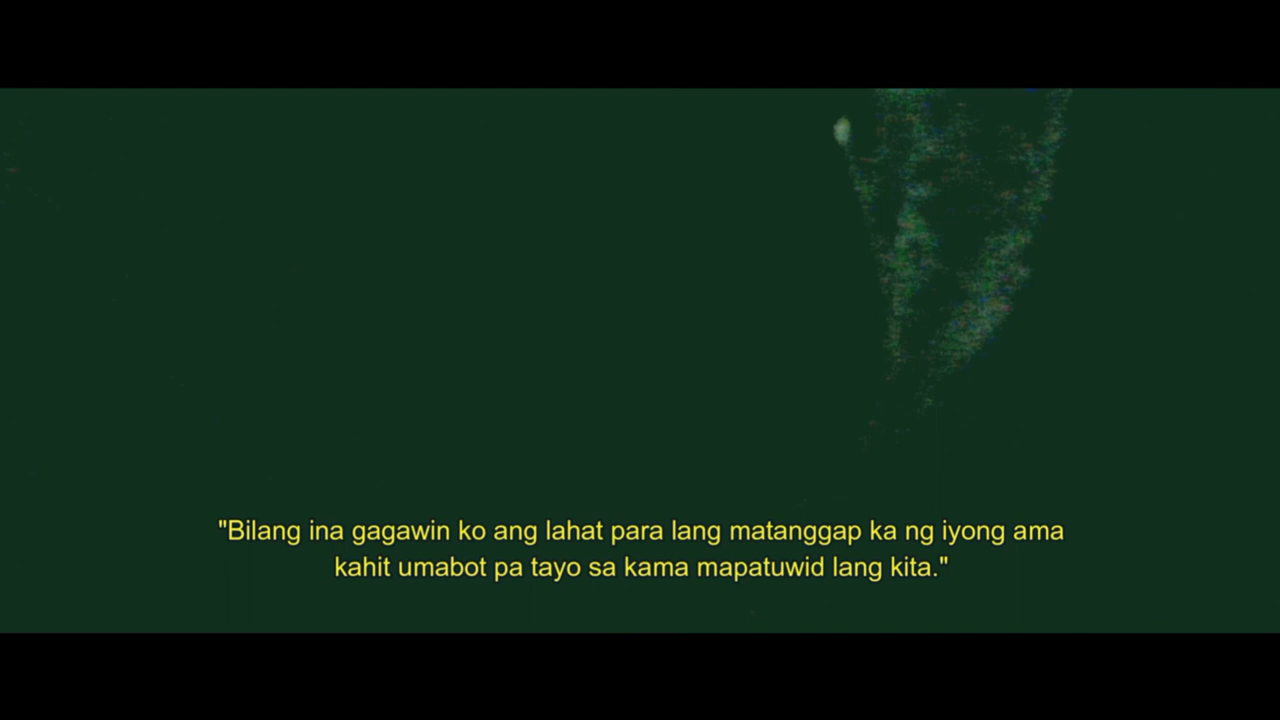 "Bilang ina gagawin ko ang lahat para lang matanggap ka ng iyong ama
kahit umabot pa tayo sa kama mapatuwid lang kita."